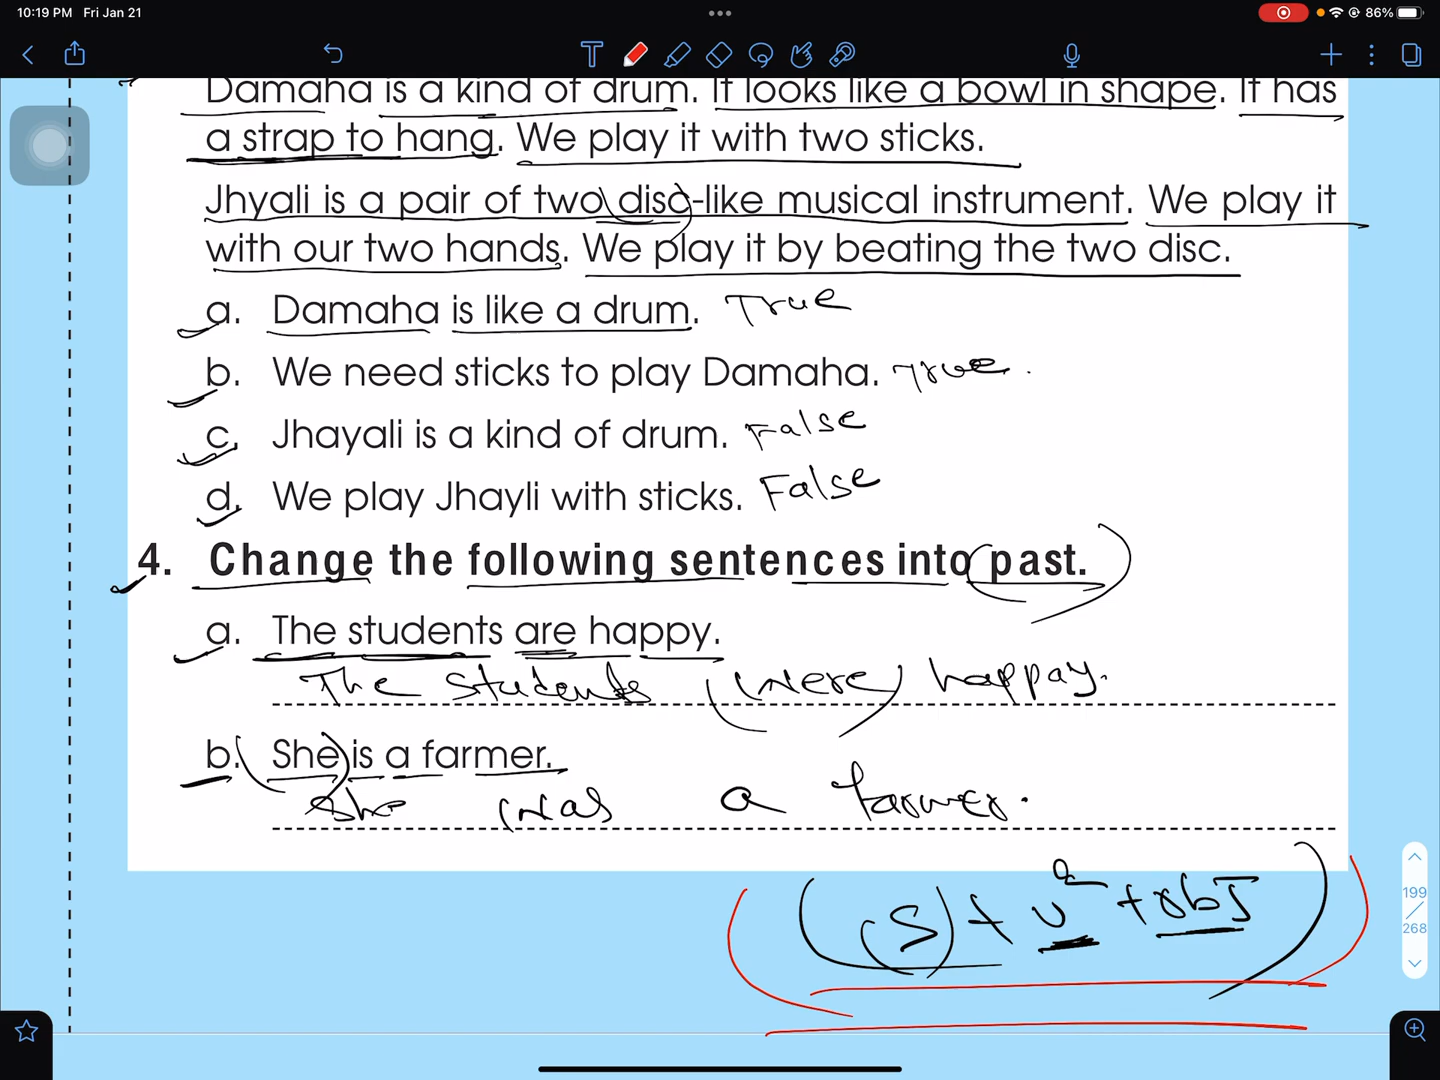 10:19 PM Fri Jan 21
86%
Damaha is a kind of drum. It looks like a bowl in shape. It has
a strap to hang. We play it with two sticks.
Jhyali is a pair of two disc-like musical instrument. We play it
with our two hands. We play it by beating the two disc.
a. Damaha is like a drum. True
b. We need sticks to play Damaha. True.
c. Jhayali is a kind of drum. False
d. We play Jhayli with sticks. False
4. Change the following sentences into past.
a. The students are happy.
The students (were) happay.
b. She is a farmer.
She was a farmer.
(S) + v² + obj
199
268